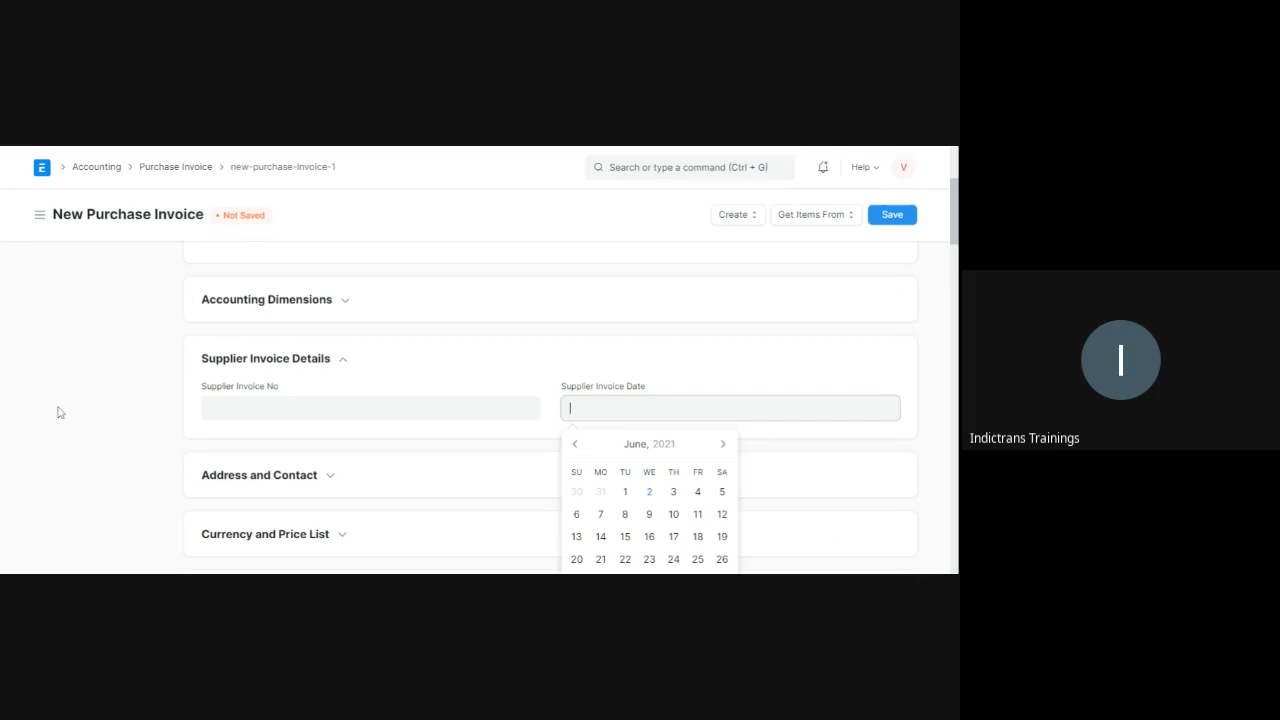 E > Accounting > Purchase Invoice > new-purchase-invoice-1
Search or type a command (Ctrl + G)
Help
V
New Purchase Invoice
• Not Saved
Create
Get Items From
Save
Accounting Dimensions
Supplier Invoice Details
Supplier Invoice No
Supplier Invoice Date
June, 2021
SU MO TU WE TH FR SA
30 31 1 2 3 4 5
6 7 8 9 10 11 12
13 14 15 16 17 18 19
20 21 22 23 24 25 26
Address and Contact
Currency and Price List
I
Indictrans Trainings